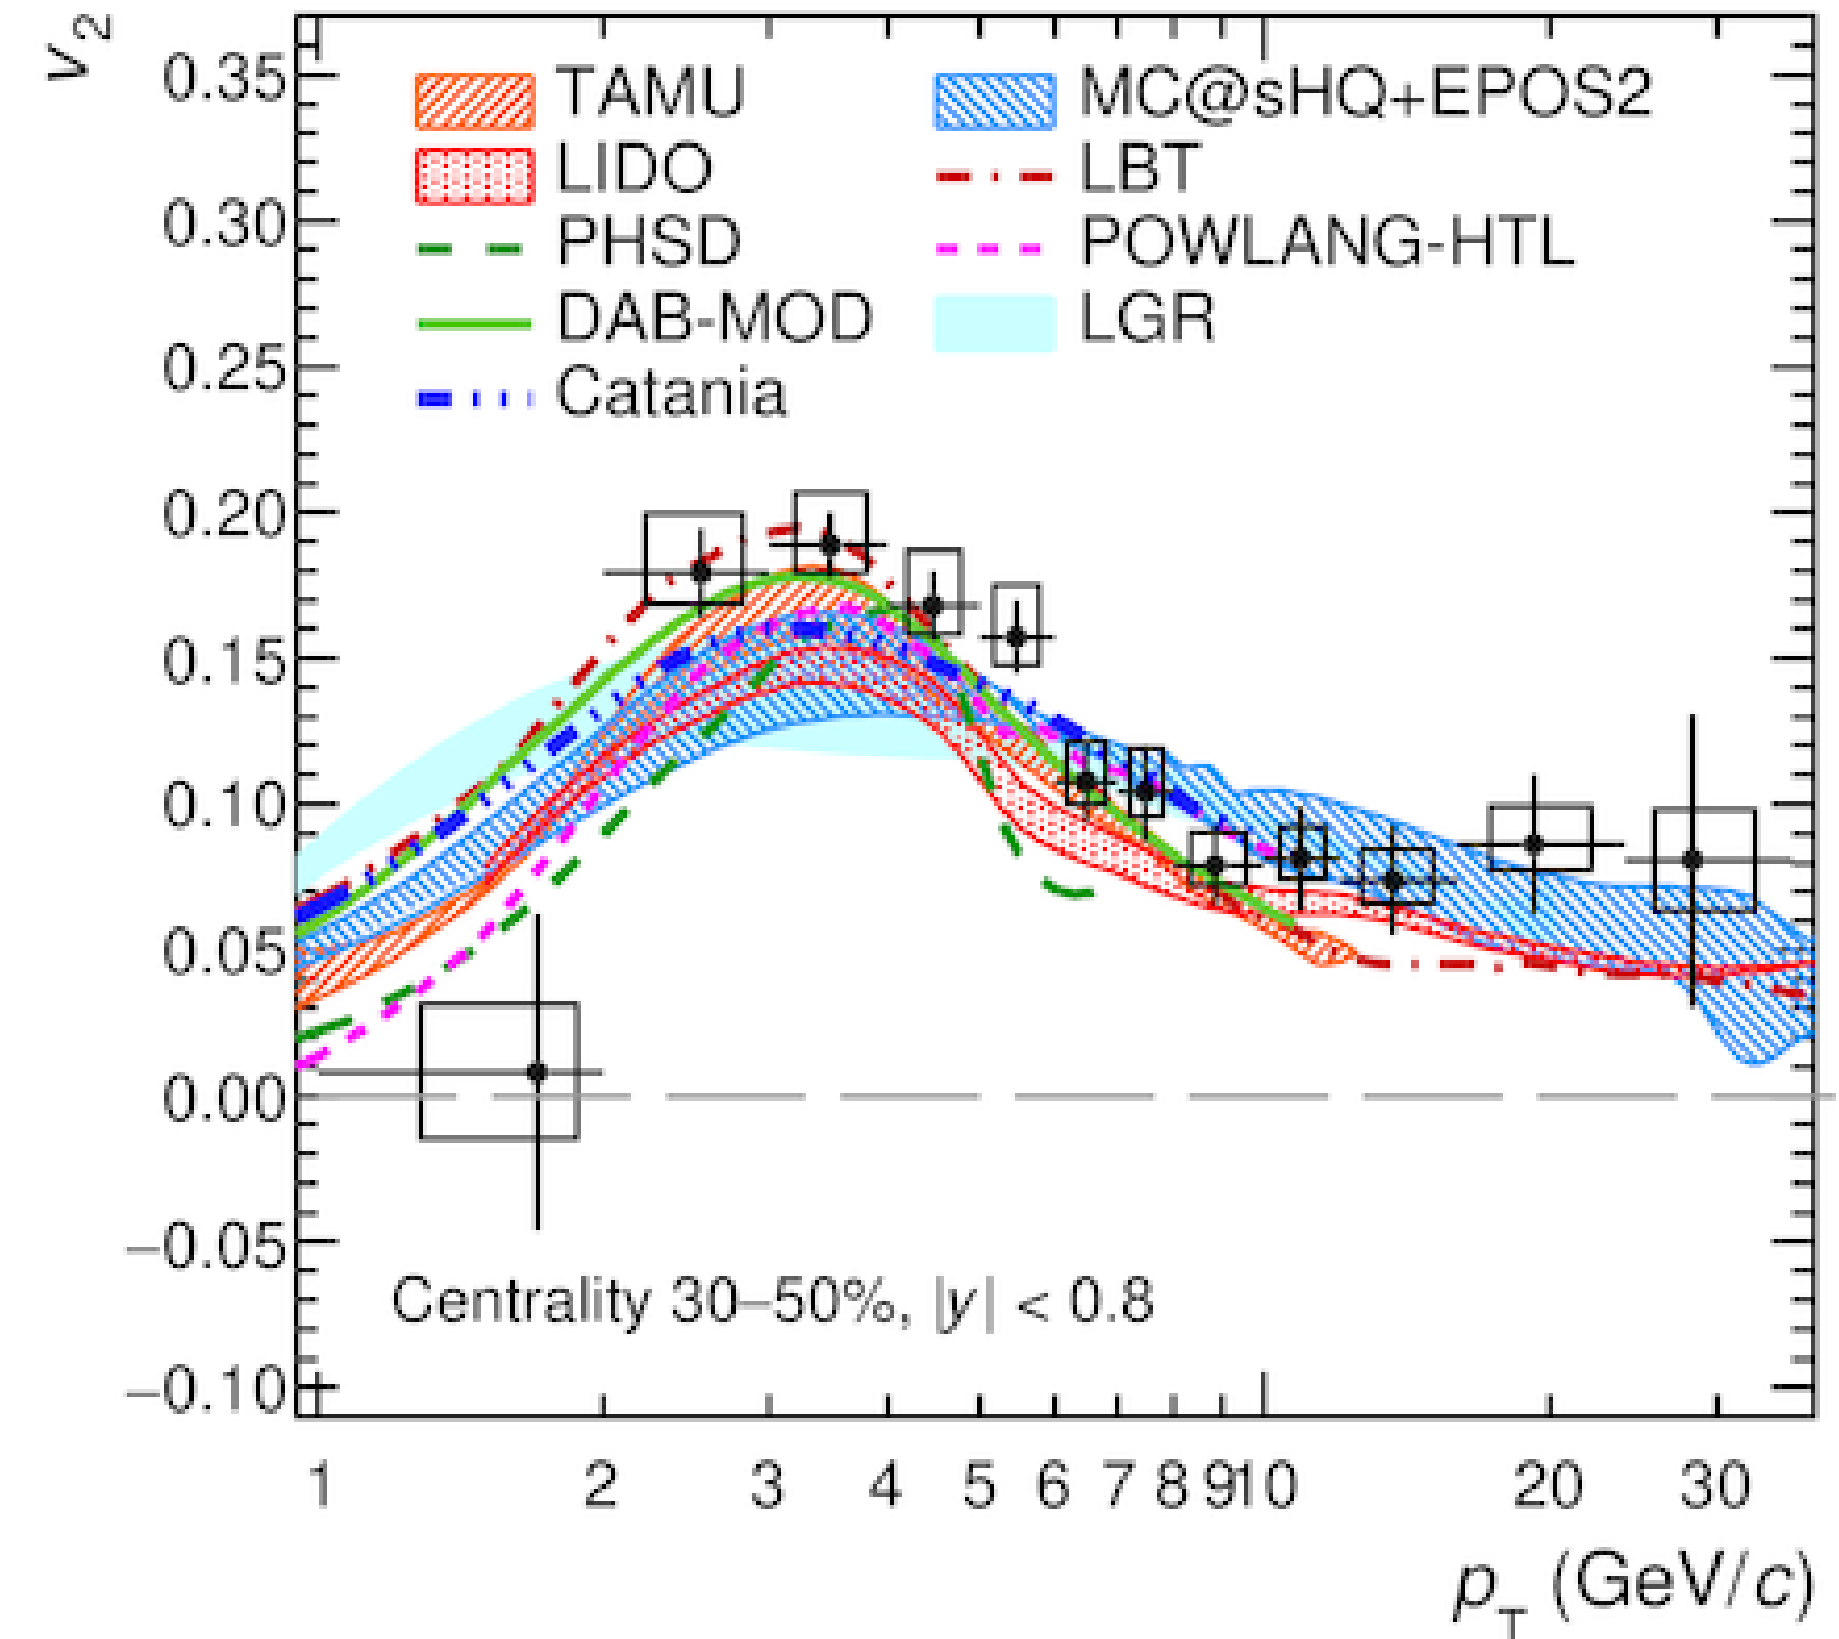 v2
0.35
0.30
0.25
0.20
0.15
0.10
0.05
0.00
−0.05
−0.10
TAMU
LIDO
PHSD
DAB-MOD
Catania
MC@sHQ+EPOS2
LBT
POWLANG-HTL
LGR
Centrality 30–50%, |y| < 0.8
1 2 3 4 5 6 7 8 9 10 20 30
pT (GeV/c)